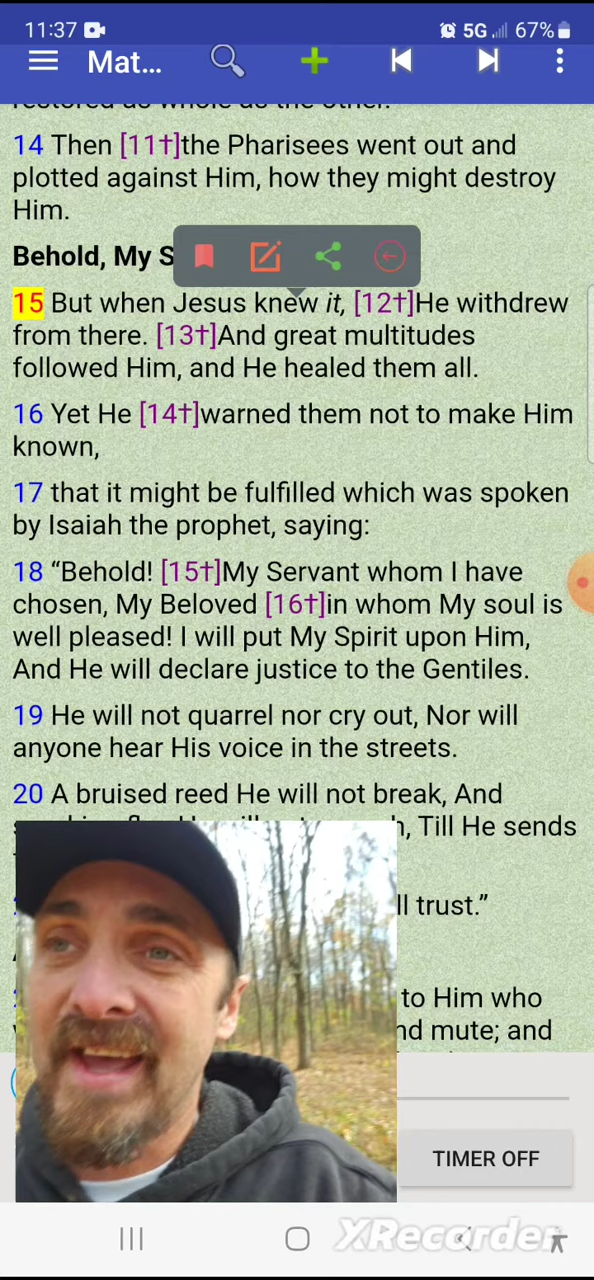 11:37 5G 67%
Mat...
restored as whole as the other.
14 Then [11†]the Pharisees went out and
plotted against Him, how they might destroy
Him.
Behold, My S
15 But when Jesus knew it, [12†]He withdrew
from there. [13†]And great multitudes
followed Him, and He healed them all.
16 Yet He [14†]warned them not to make Him
known,
17 that it might be fulfilled which was spoken
by Isaiah the prophet, saying:
18 “Behold! [15†]My Servant whom I have
chosen, My Beloved [16†]in whom My soul is
well pleased! I will put My Spirit upon Him,
And He will declare justice to the Gentiles.
19 He will not quarrel nor cry out, Nor will
anyone hear His voice in the streets.
20 A bruised reed He will not break, And
Till He sends
ll trust.”
to Him who
nd mute; and
TIMER OFF
XRecorder